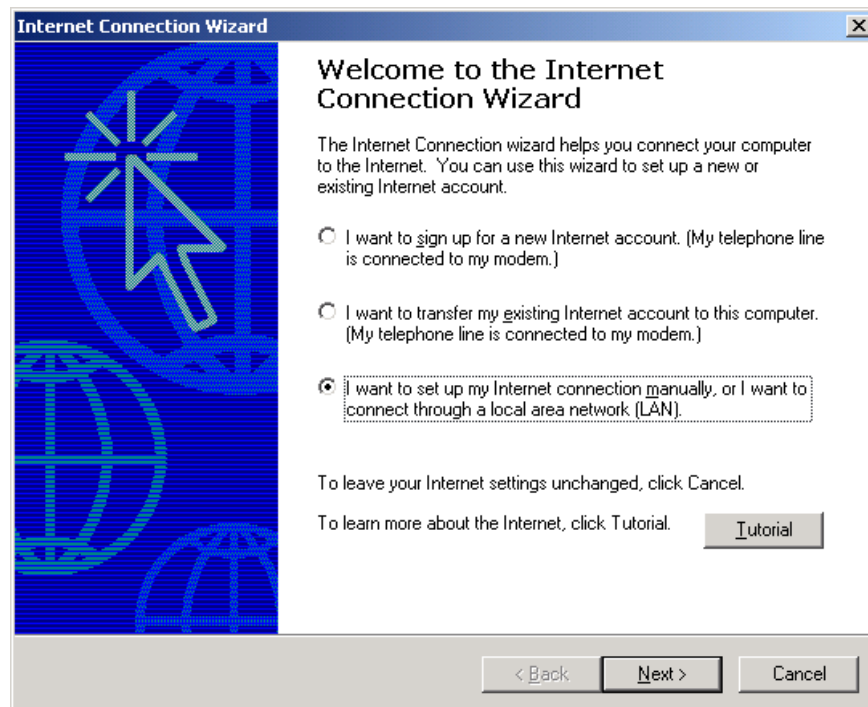 Internet Connection Wizard
Welcome to the Internet
Connection Wizard
The Internet Connection wizard helps you connect your computer
to the Internet. You can use this wizard to set up a new or
existing Internet account.
I want to sign up for a new Internet account. (My telephone line
is connected to my modem.)
I want to transfer my existing Internet account to this computer.
(My telephone line is connected to my modem.)
I want to set up my Internet connection manually, or I want to
connect through a local area network (LAN).
To leave your Internet settings unchanged, click Cancel.
To learn more about the Internet, click Tutorial.
Tutorial
< Back
Next >
Cancel